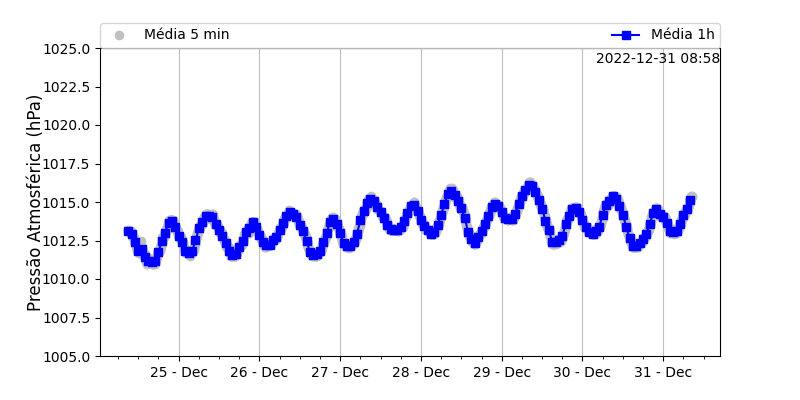 Média 5 min
Média 1h
2022-12-31 08:58
Pressão Atmosférica (hPa)
1025.0
1022.5
1020.0
1017.5
1015.0
1012.5
1010.0
1007.5
1005.0
25 - Dec
26 - Dec
27 - Dec
28 - Dec
29 - Dec
30 - Dec
31 - Dec